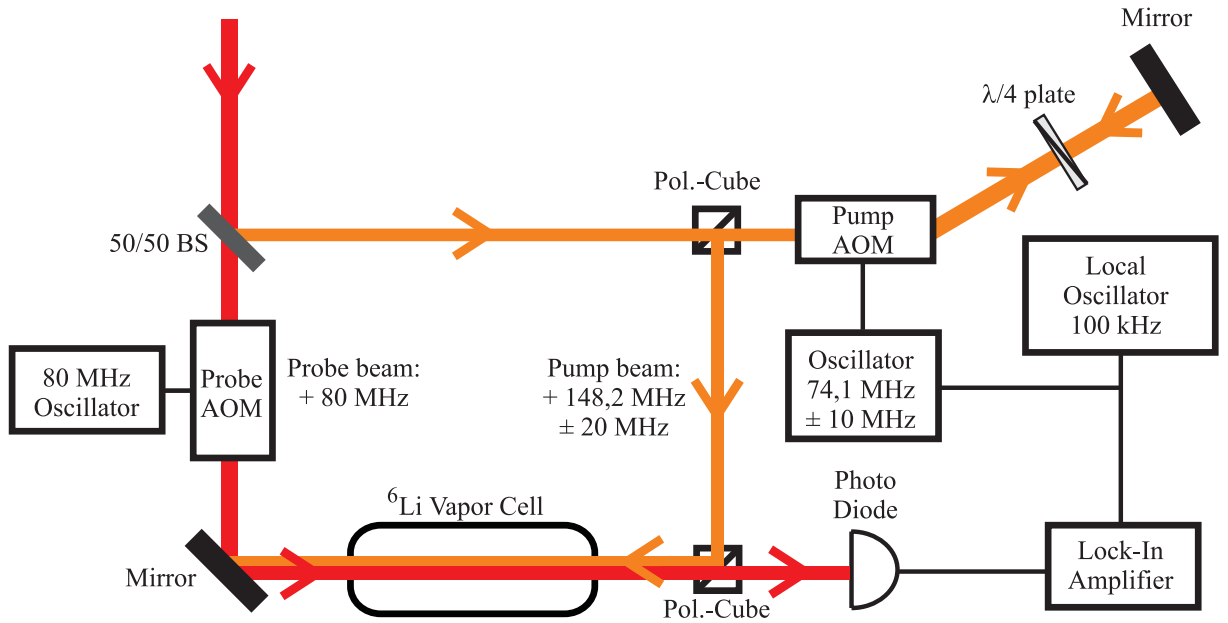 Mirror
λ/4 plate
Pol.-Cube
50/50 BS
Pump
AOM
Local
Oscillator
100 kHz
80 MHz
Oscillator
Probe
AOM
Probe beam:
+ 80 MHz
Pump beam:
+ 148,2 MHz
± 20 MHz
Oscillator
74,1 MHz
± 10 MHz
⁶Li Vapor Cell
Photo
Diode
Mirror
Pol.-Cube
Lock-In
Amplifier